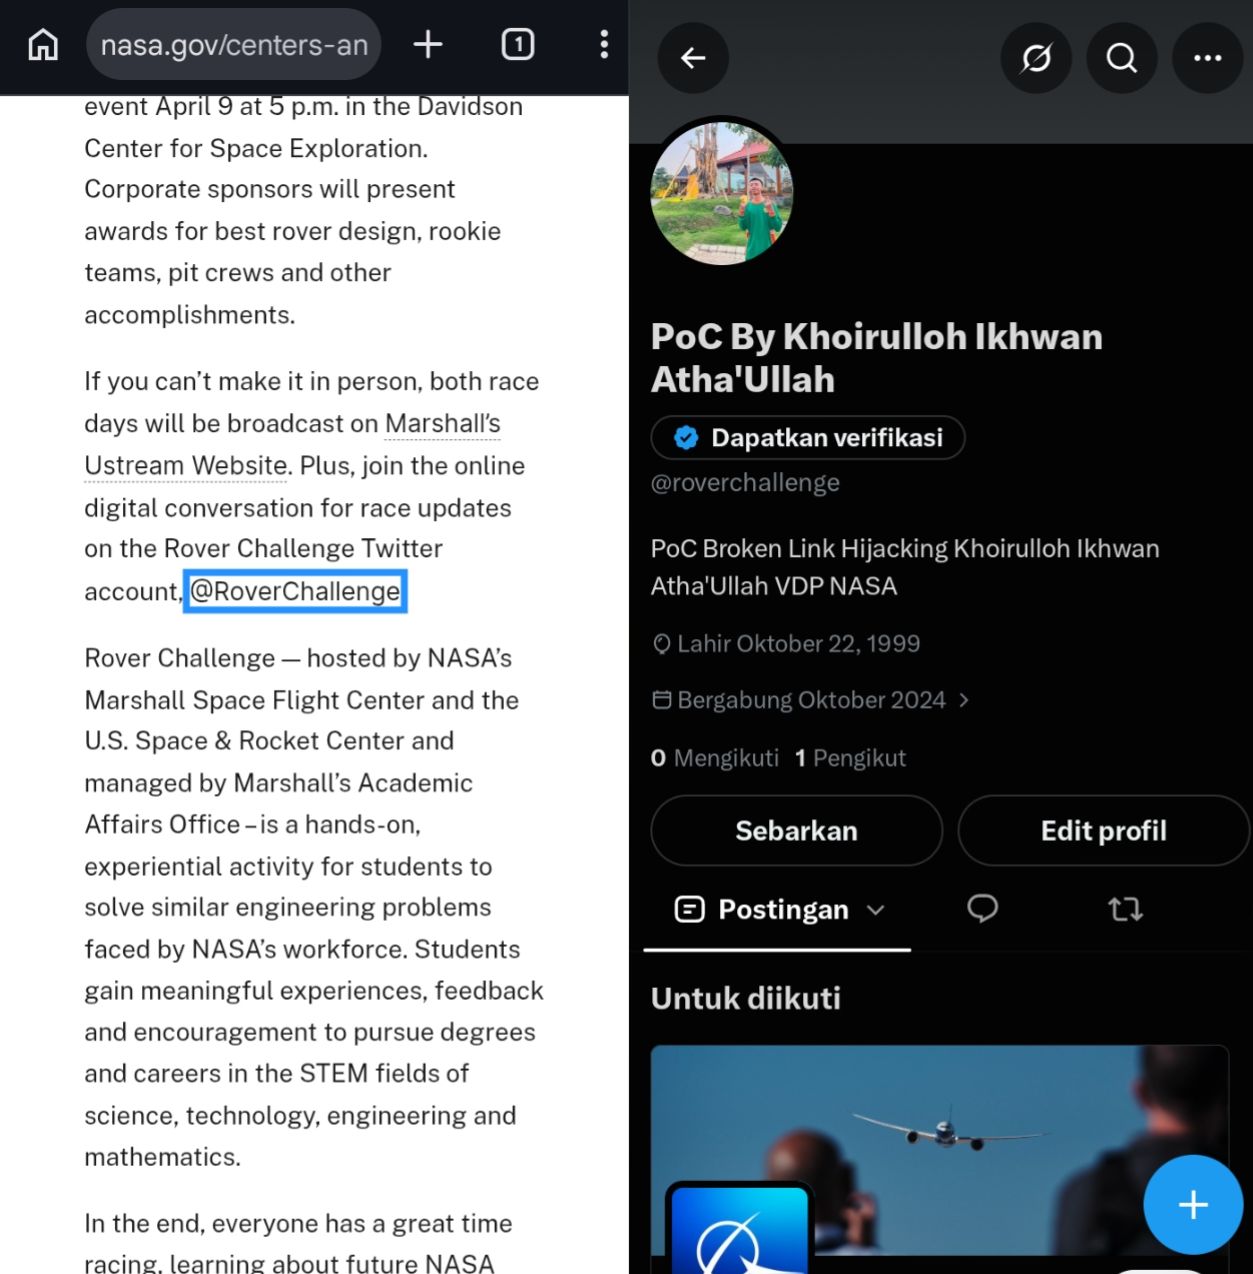 nasa.gov/centers-an
1
event April 9 at 5 p.m. in the Davidson
Center for Space Exploration.
Corporate sponsors will present
awards for best rover design, rookie
teams, pit crews and other
accomplishments.
If you can’t make it in person, both race
days will be broadcast on Marshall’s
Ustream Website. Plus, join the online
digital conversation for race updates
on the Rover Challenge Twitter
account, @RoverChallenge
Rover Challenge — hosted by NASA’s
Marshall Space Flight Center and the
U.S. Space & Rocket Center and
managed by Marshall’s Academic
Affairs Office – is a hands-on,
experiential activity for students to
solve similar engineering problems
faced by NASA’s workforce. Students
gain meaningful experiences, feedback
and encouragement to pursue degrees
and careers in the STEM fields of
science, technology, engineering and
mathematics.
In the end, everyone has a great time
racing, learning about future NASA
PoC By Khoirulloh Ikhwan
Atha'Ullah
Dapatkan verifikasi
@roverchallenge
PoC Broken Link Hijacking Khoirulloh Ikhwan
Atha'Ullah VDP NASA
Lahir Oktober 22, 1999
Bergabung Oktober 2024
0 Mengikuti 1 Pengikut
Sebarkan Edit profil
Postingan
Untuk diikuti